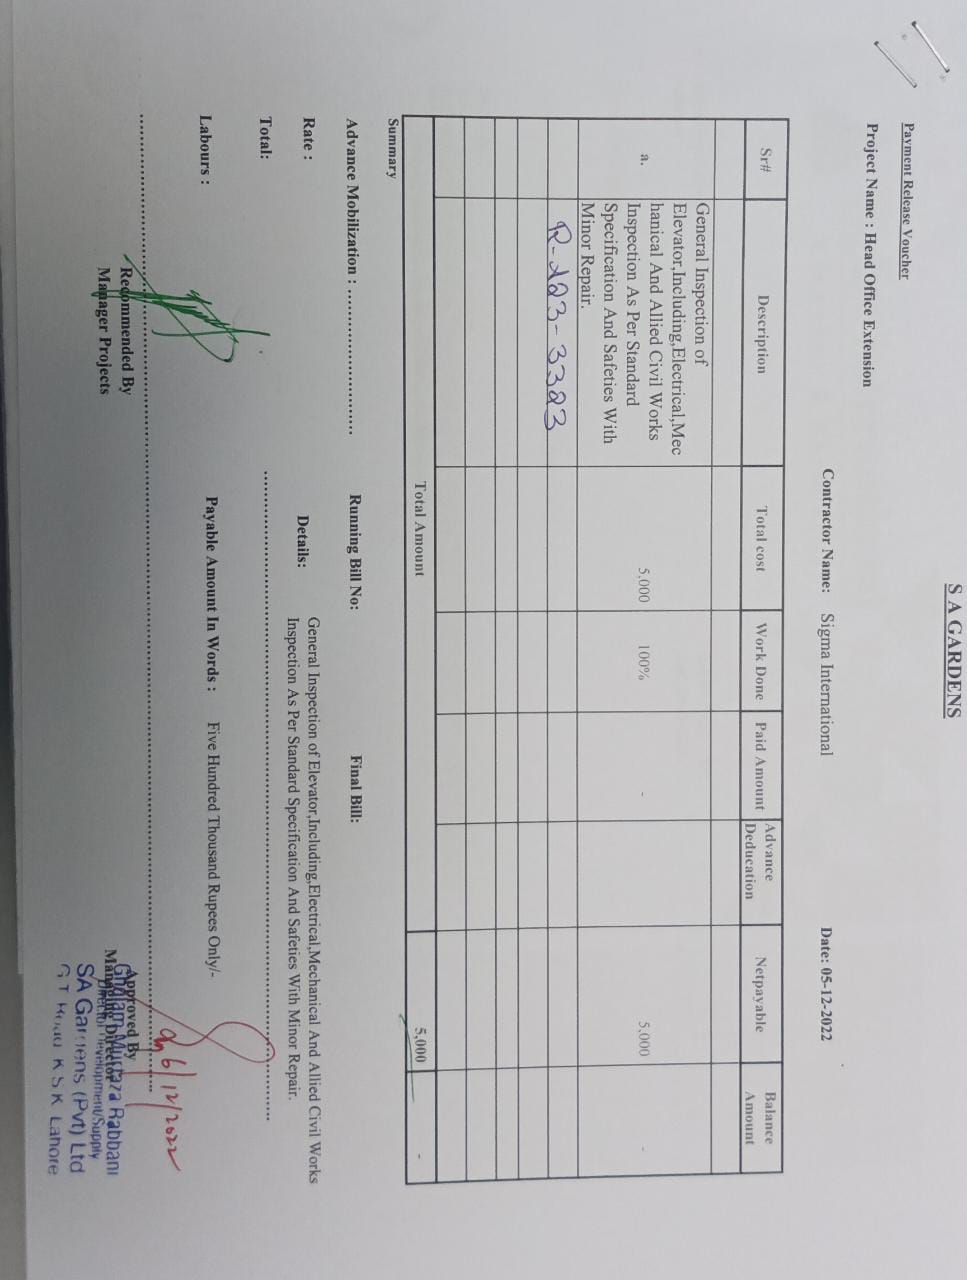 S A GARDENS
Payment Release Voucher
Project Name : Head Office Extension
Contractor Name: Sigma International
Date: 05-12-2022
Sr# Description Total cost Work Done Paid Amount Advance Deducation Netpayable Balance Amount
General Inspection of
Elevator,Including,Electrical,Mec
a. hanical And Allied Civil Works 5,000 100% - 5,000 -
Inspection As Per Standard
Specification And Safeties With
Minor Repair.
Total Amount 5,000 -
Summary
Advance Mobilization : .................................. Running Bill No: Final Bill:
Rate : Details: General Inspection of Elevator,Including,Electrical,Mechanical And Allied Civil Works
Inspection As Per Standard Specification And Safeties With Minor Repair.
Total:
Labours : Payable Amount In Words : Five Hundred Thousand Rupees Only/-
6/12/2022
Recommended By
Manager Projects
Approved By
Managing Director
Ghulam Murtaza Rabbani
Director Development/Supply
SA Gardens (Pvt) Ltd
G T Road K S K Lahore